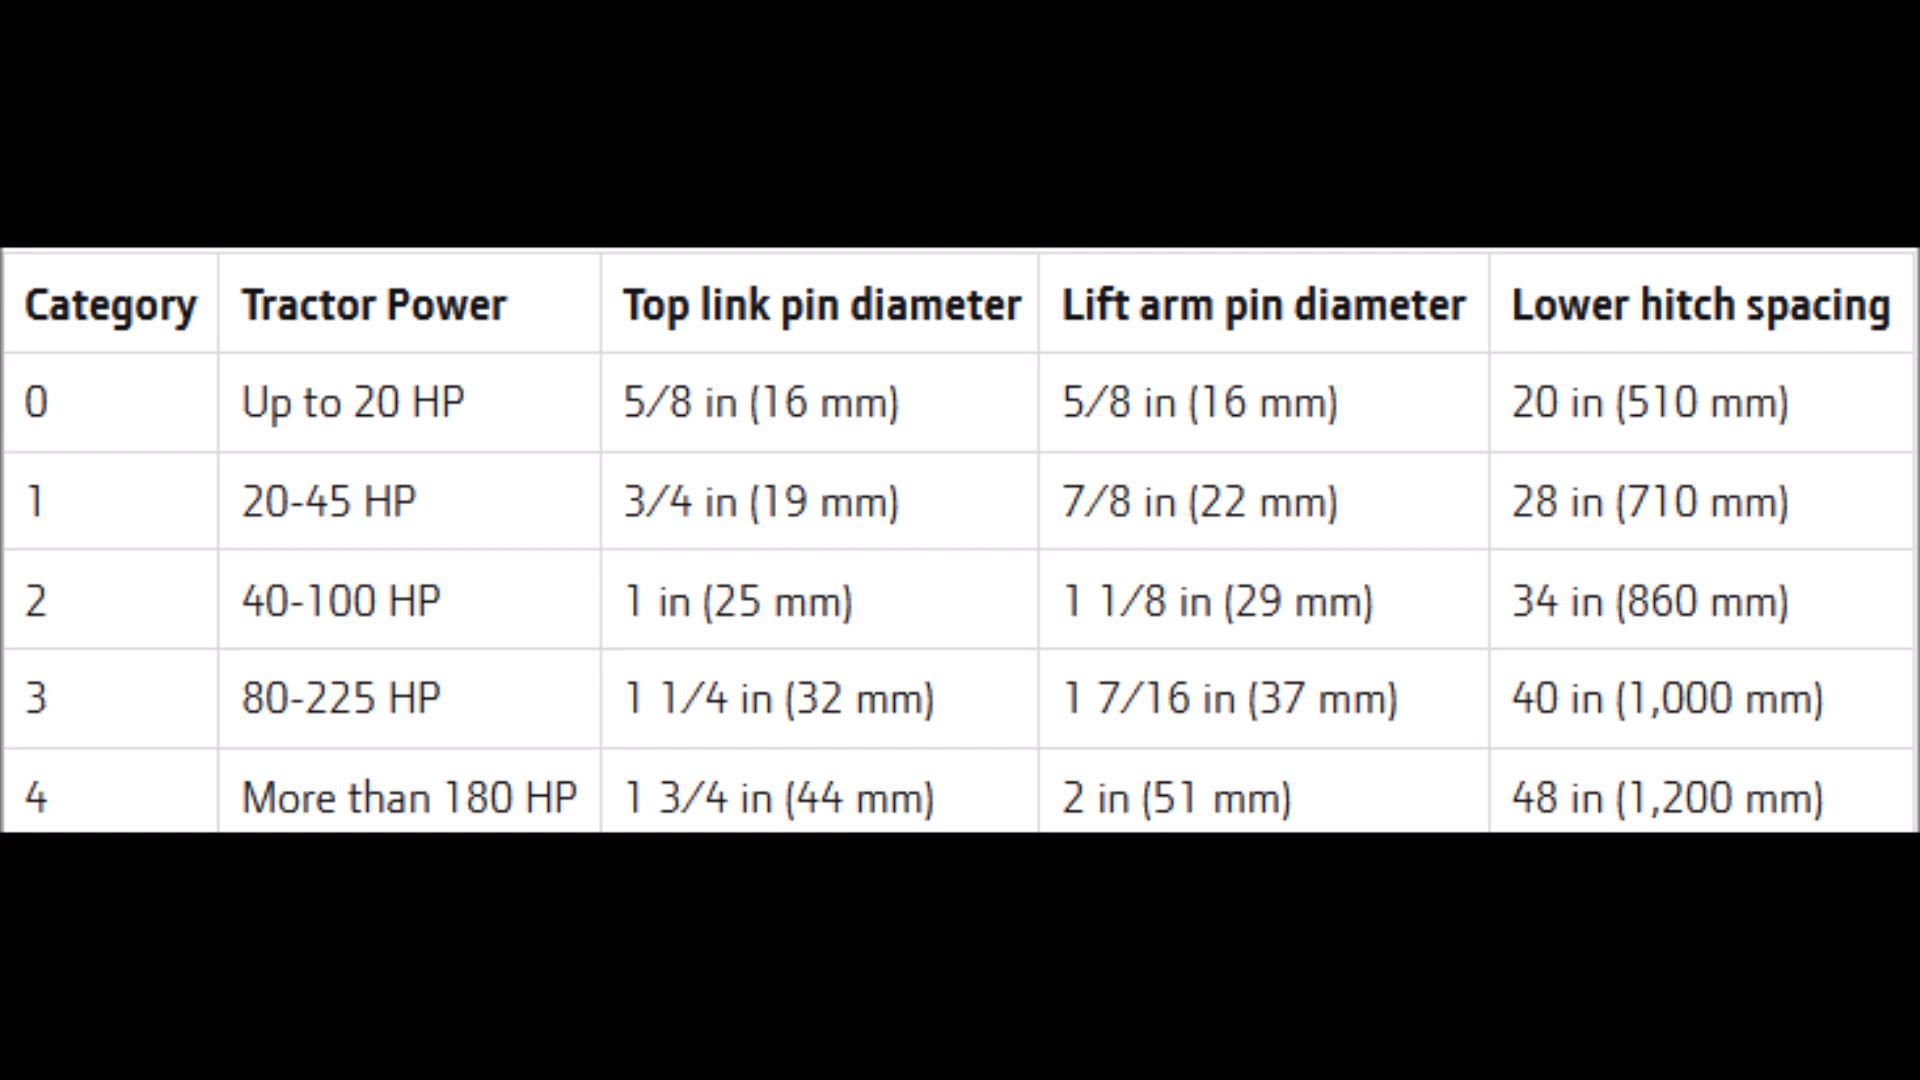 Category Tractor Power Top link pin diameter Lift arm pin diameter Lower hitch spacing
0 Up to 20 HP 5/8 in (16 mm) 5/8 in (16 mm) 20 in (510 mm)
1 20-45 HP 3/4 in (19 mm) 7/8 in (22 mm) 28 in (710 mm)
2 40-100 HP 1 in (25 mm) 1 1/8 in (29 mm) 34 in (860 mm)
3 80-225 HP 1 1/4 in (32 mm) 1 7/16 in (37 mm) 40 in (1,000 mm)
4 More than 180 HP 1 3/4 in (44 mm) 2 in (51 mm) 48 in (1,200 mm)